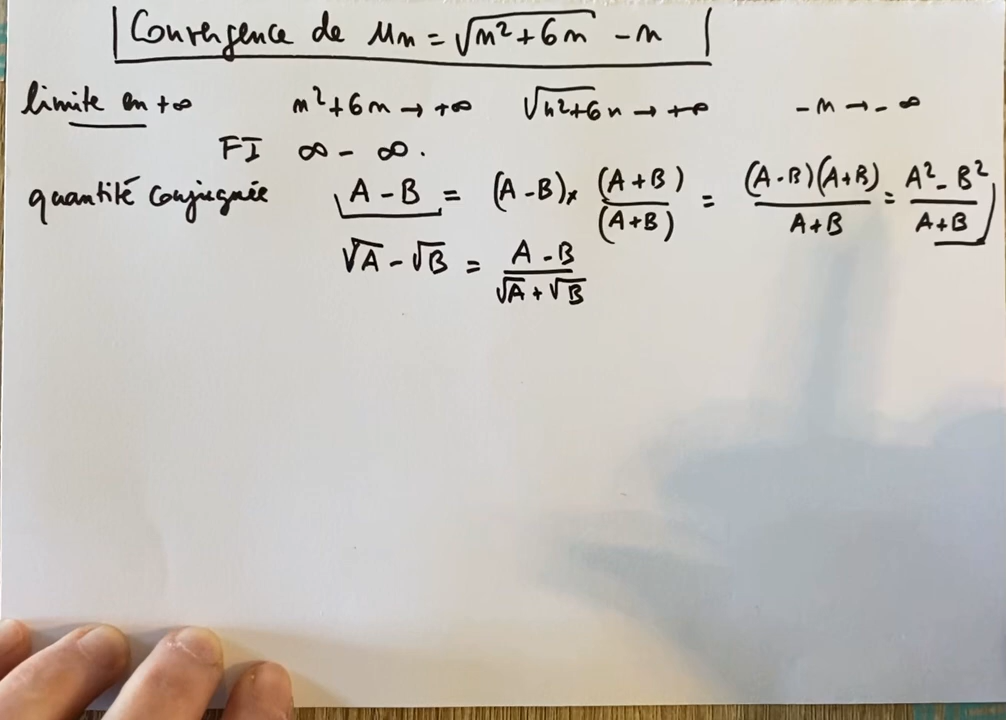 Convergence de un = √(n²+6n) - n
limite en +∞ n²+6n → +∞ √(n²+6n) → +∞ -n → -∞
FI ∞ - ∞.
quantité conjuguée A - B = (A-B)× (A+B)/(A+B) = (A-B)(A+B)/A+B = A²-B²/A+B
√A - √B = A-B/√A+√B